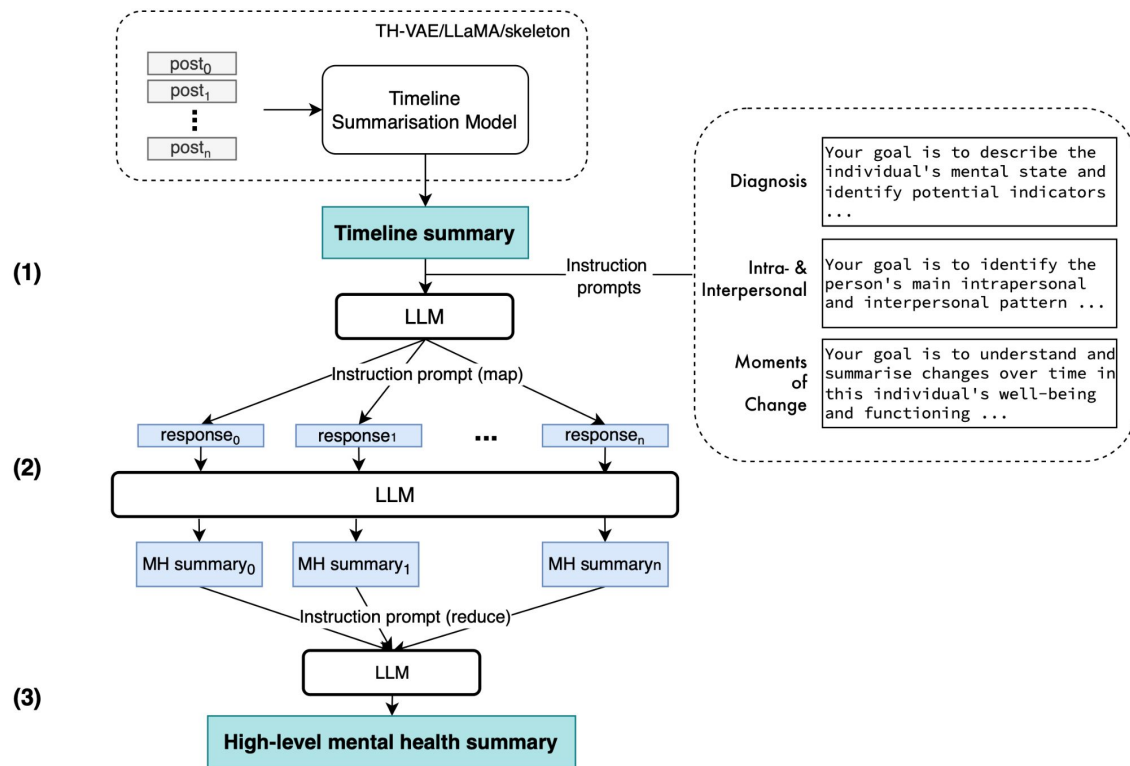 TH-VAE/LLaMA/skeleton
post0
post1
⋮
postn
Timeline
Summarisation Model
Timeline summary
(1)
Instruction
prompts
LLM
Diagnosis
Your goal is to describe the
individual's mental state and
identify potential indicators
...
Intra- &
Interpersonal
Your goal is to identify the
person's main intrapersonal
and interpersonal pattern ...
Moments
of
Change
Your goal is to understand and
summarise changes over time in
this individual's well-being
and functioning ...
Instruction prompt (map)
response0
response1
...
responsen
(2)
LLM
MH summary0
MH summary1
MH summaryn
Instruction prompt (reduce)
LLM
(3)
High-level mental health summary